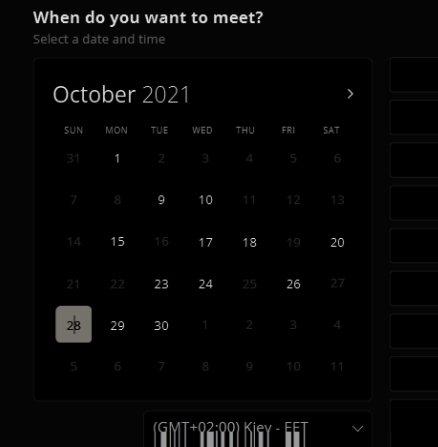 When do you want to meet?
Select a date and time
October 2021
SUN MON TUE WED THU FRI SAT
31 1 2 3 4 5 6
7 8 9 10 11 12 13
14 15 16 17 18 19 20
21 22 23 24 25 26 27
28 29 30 1 2 3 4
5 6 7 8 9 10 11
(GMT+02:00) Kiev - EET